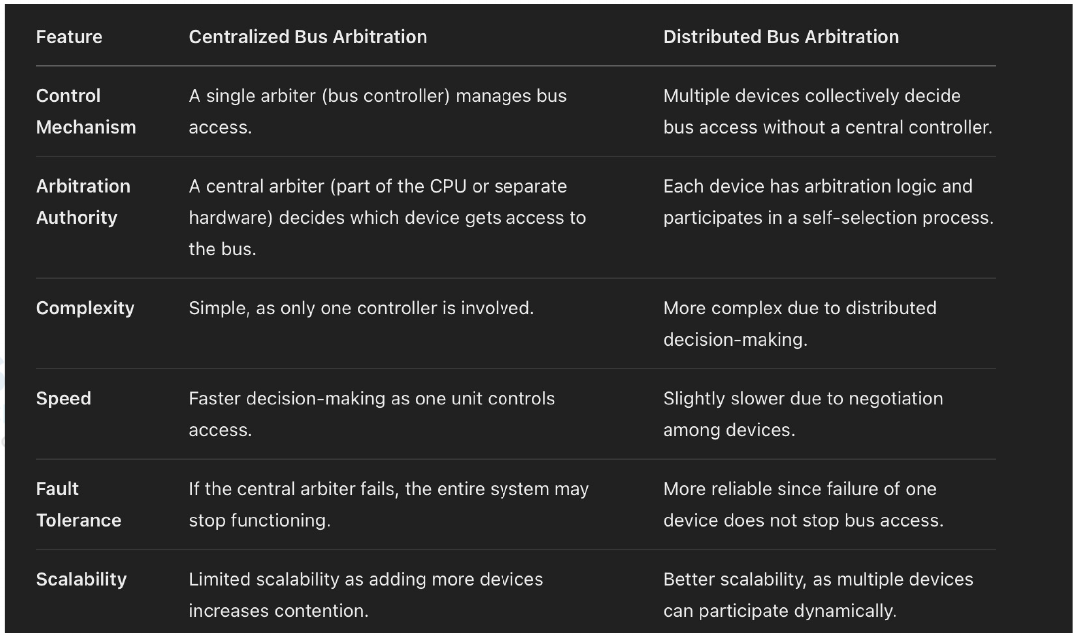 Feature Centralized Bus Arbitration Distributed Bus Arbitration
Control Mechanism A single arbiter (bus controller) manages bus access. Multiple devices collectively decide bus access without a central controller.
Arbitration Authority A central arbiter (part of the CPU or separate hardware) decides which device gets access to the bus. Each device has arbitration logic and participates in a self-selection process.
Complexity Simple, as only one controller is involved. More complex due to distributed decision-making.
Speed Faster decision-making as one unit controls access. Slightly slower due to negotiation among devices.
Fault Tolerance If the central arbiter fails, the entire system may stop functioning. More reliable since failure of one device does not stop bus access.
Scalability Limited scalability as adding more devices increases contention. Better scalability, as multiple devices can participate dynamically.